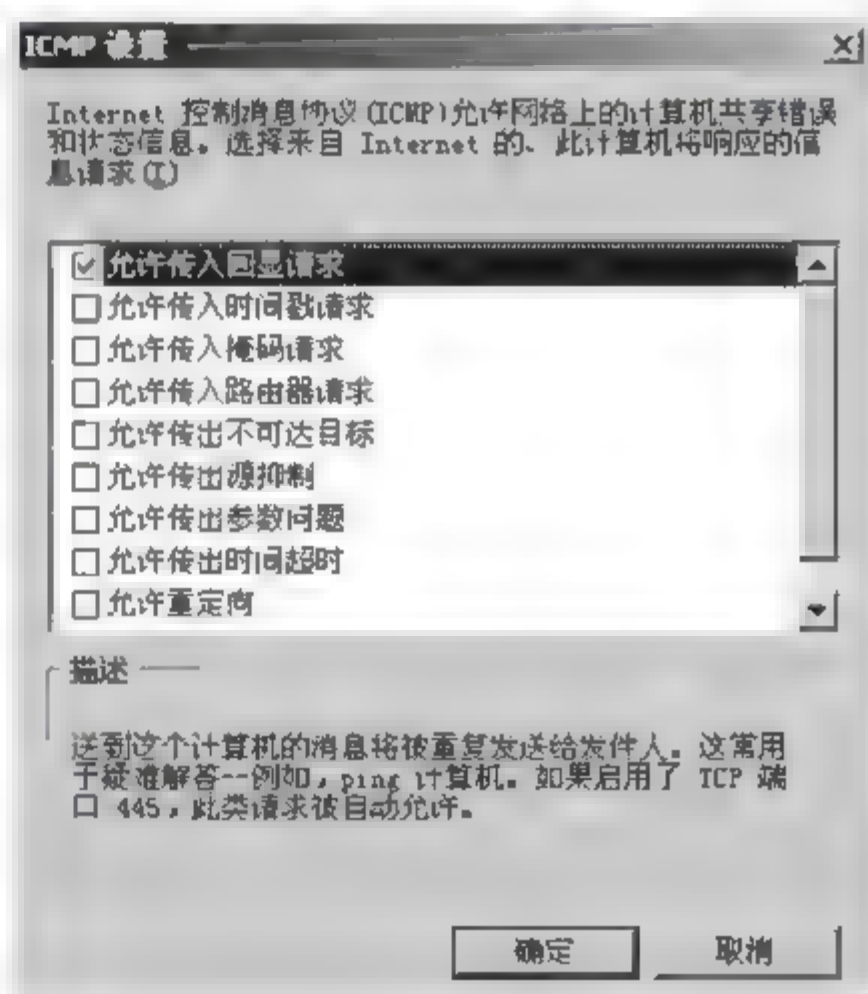 ICMP 设置
Internet 控制消息协议(ICMP)允许网络上的计算机共享错误
和状态信息。选择来自 Internet 的、此计算机将响应的信
息请求(I)
允许传入回显请求
允许传入时间戳请求
允许传入掩码请求
允许传入路由器请求
允许传出不可达目标
允许传出源抑制
允许传出参数问题
允许传出时间超时
允许重定向
描述
送到这个计算机的消息将被重复发送给发件人。这常用
于疑难解答--例如,ping 计算机。如果启用了 TCP 端
口 445,此类请求被自动允许。
确定
取消